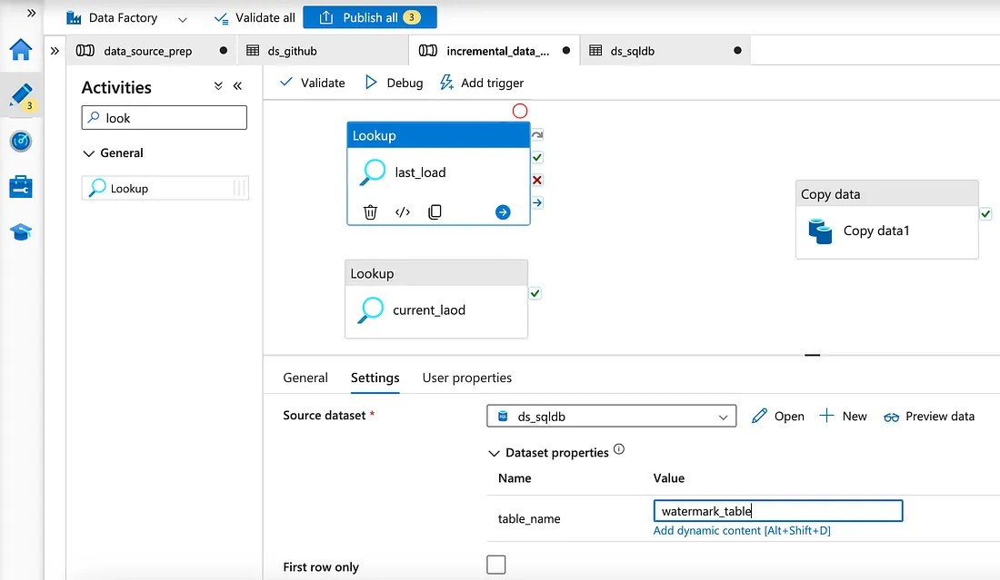 Data Factory
Validate all
Publish all 3
data_source_prep
ds_github
incremental_data_...
ds_sqldb
3
Activities
look
General
Lookup
Validate
Debug
Add trigger
Lookup
last_load
Lookup
current_laod
Copy data
Copy data1
General
Settings
User properties
Source dataset *
ds_sqldb
Open
New
Preview data
Dataset properties
Name
Value
table_name
watermark_table
Add dynamic content [Alt+Shift+D]
First row only